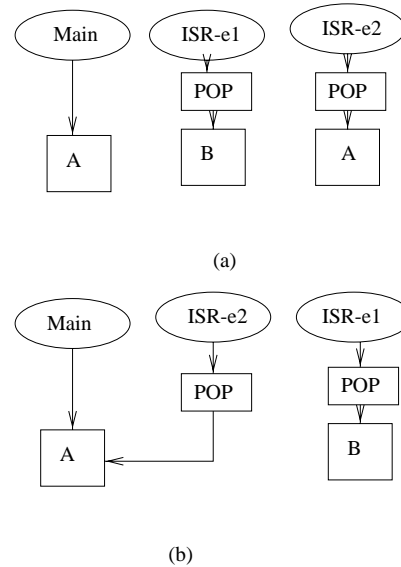 Main
ISR-e1
ISR-e2
POP
POP
A
B
A
(a)
Main
ISR-e2
ISR-e1
POP
POP
A
B
(b)